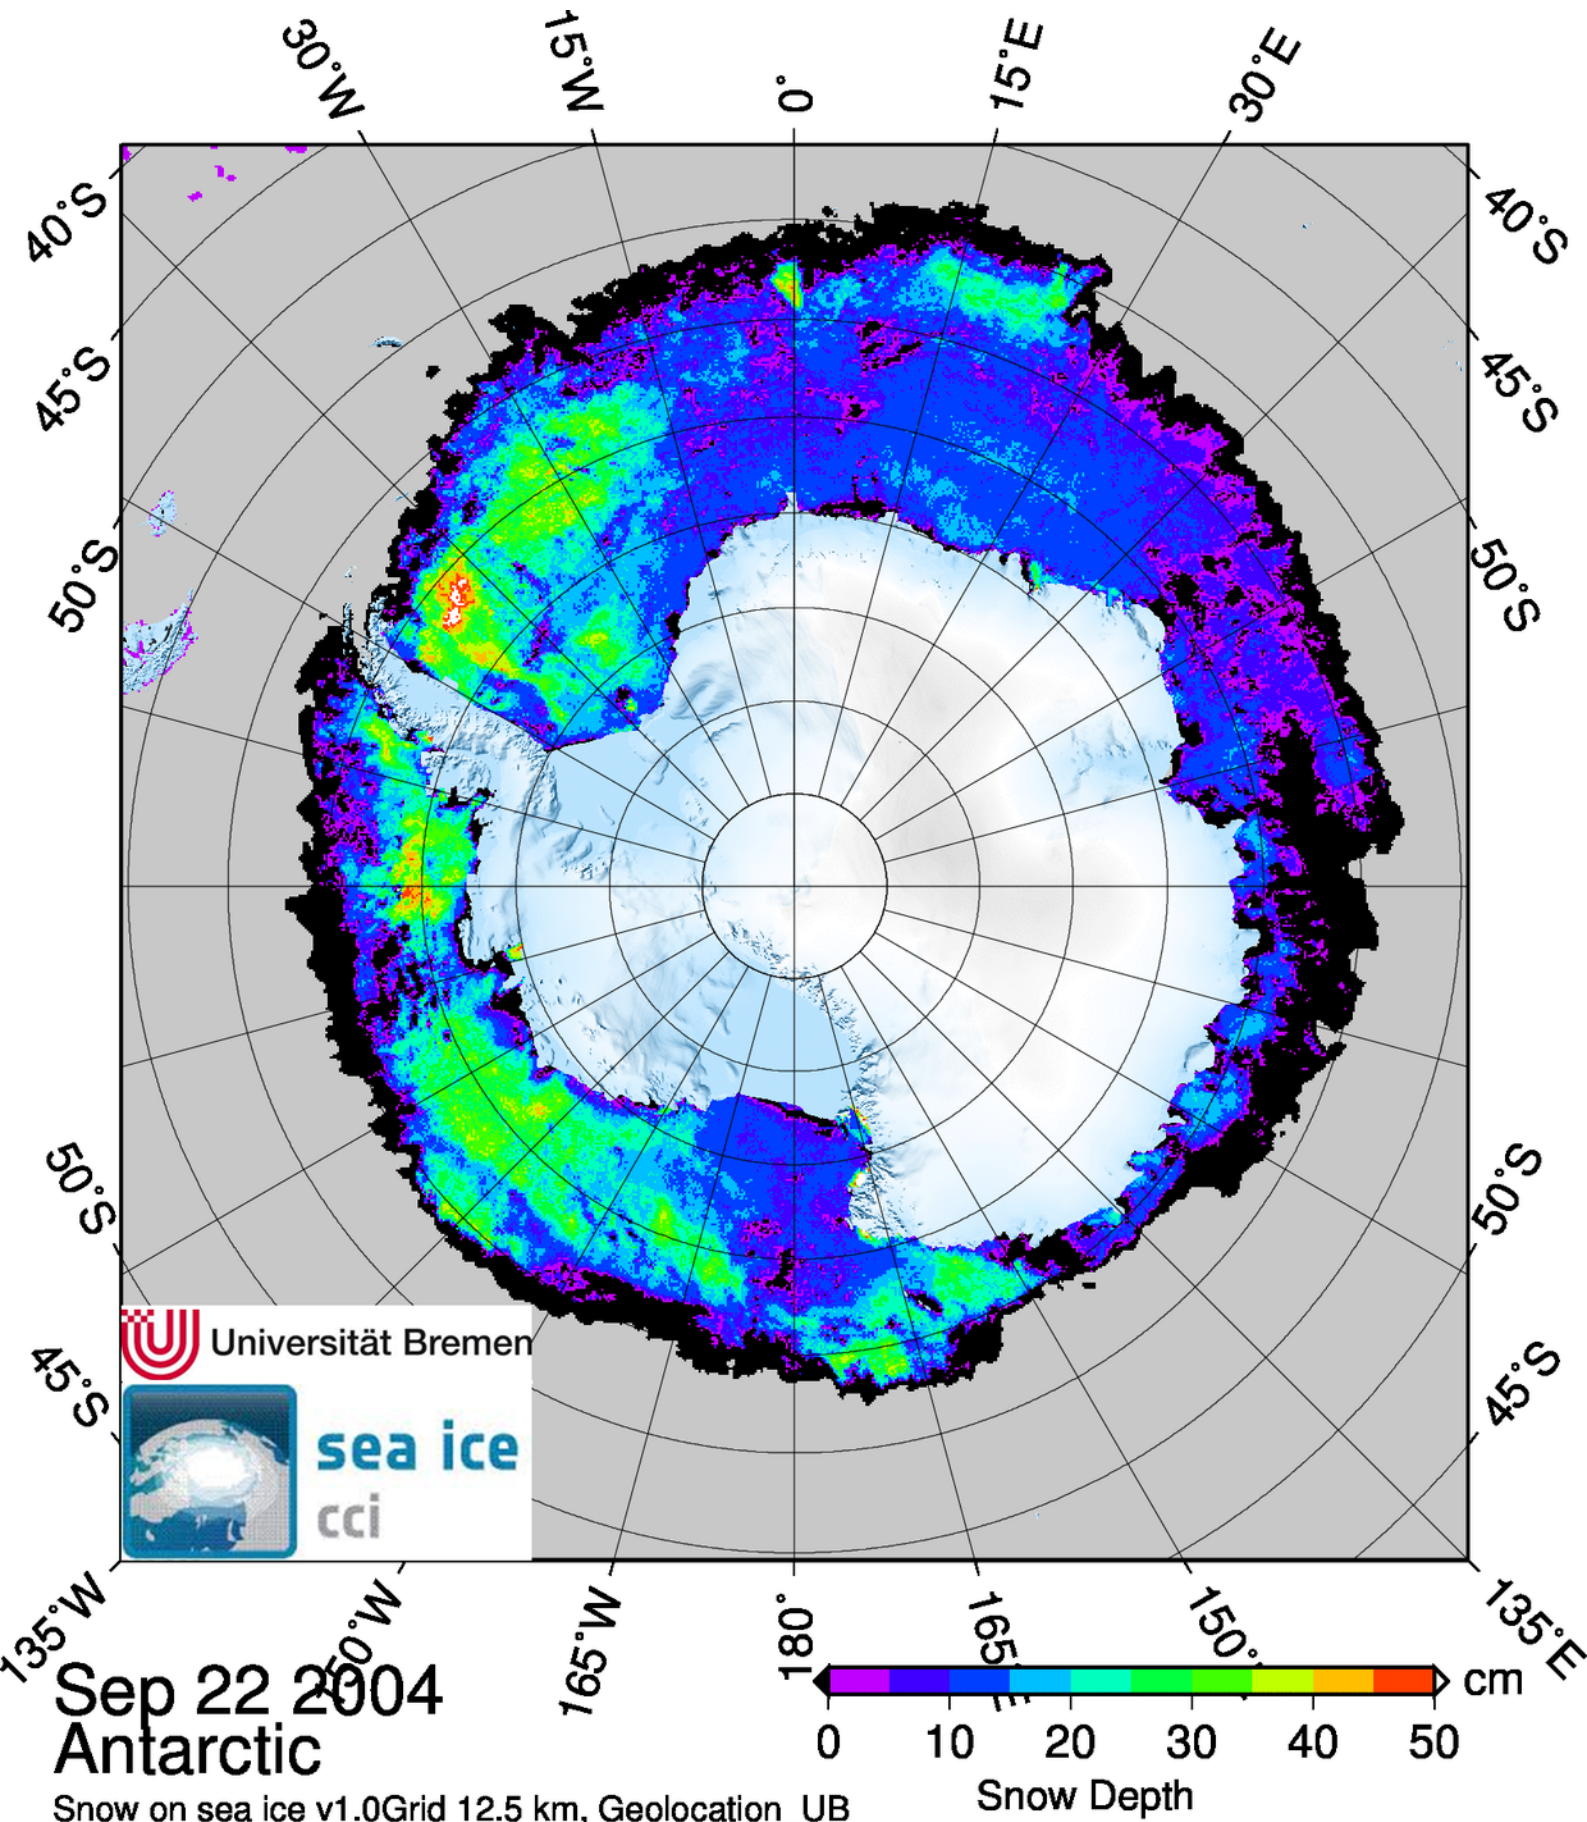 30°W 15°W 0° 15°E 30°E
40°S 40°S
45°S 45°S
50°S 50°S
50°S 50°S
45°S 45°S
Universität Bremen
sea ice
cci
135°W 165°W 180° 165°E 150° 135°E
Sep 22 2004
Antarctic
Snow on sea ice v1.0Grid 12.5 km, Geolocation UB
cm
0 10 20 30 40 50
Snow Depth